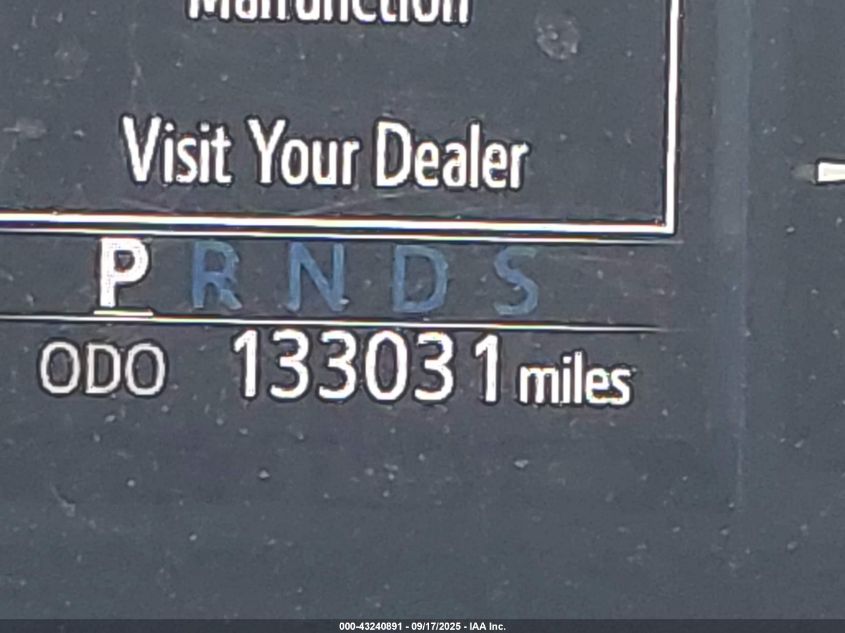 Malfunction
Visit Your Dealer
P R N D S
ODO 133031 miles
000-43240891 - 09/17/2025 - IAA Inc.